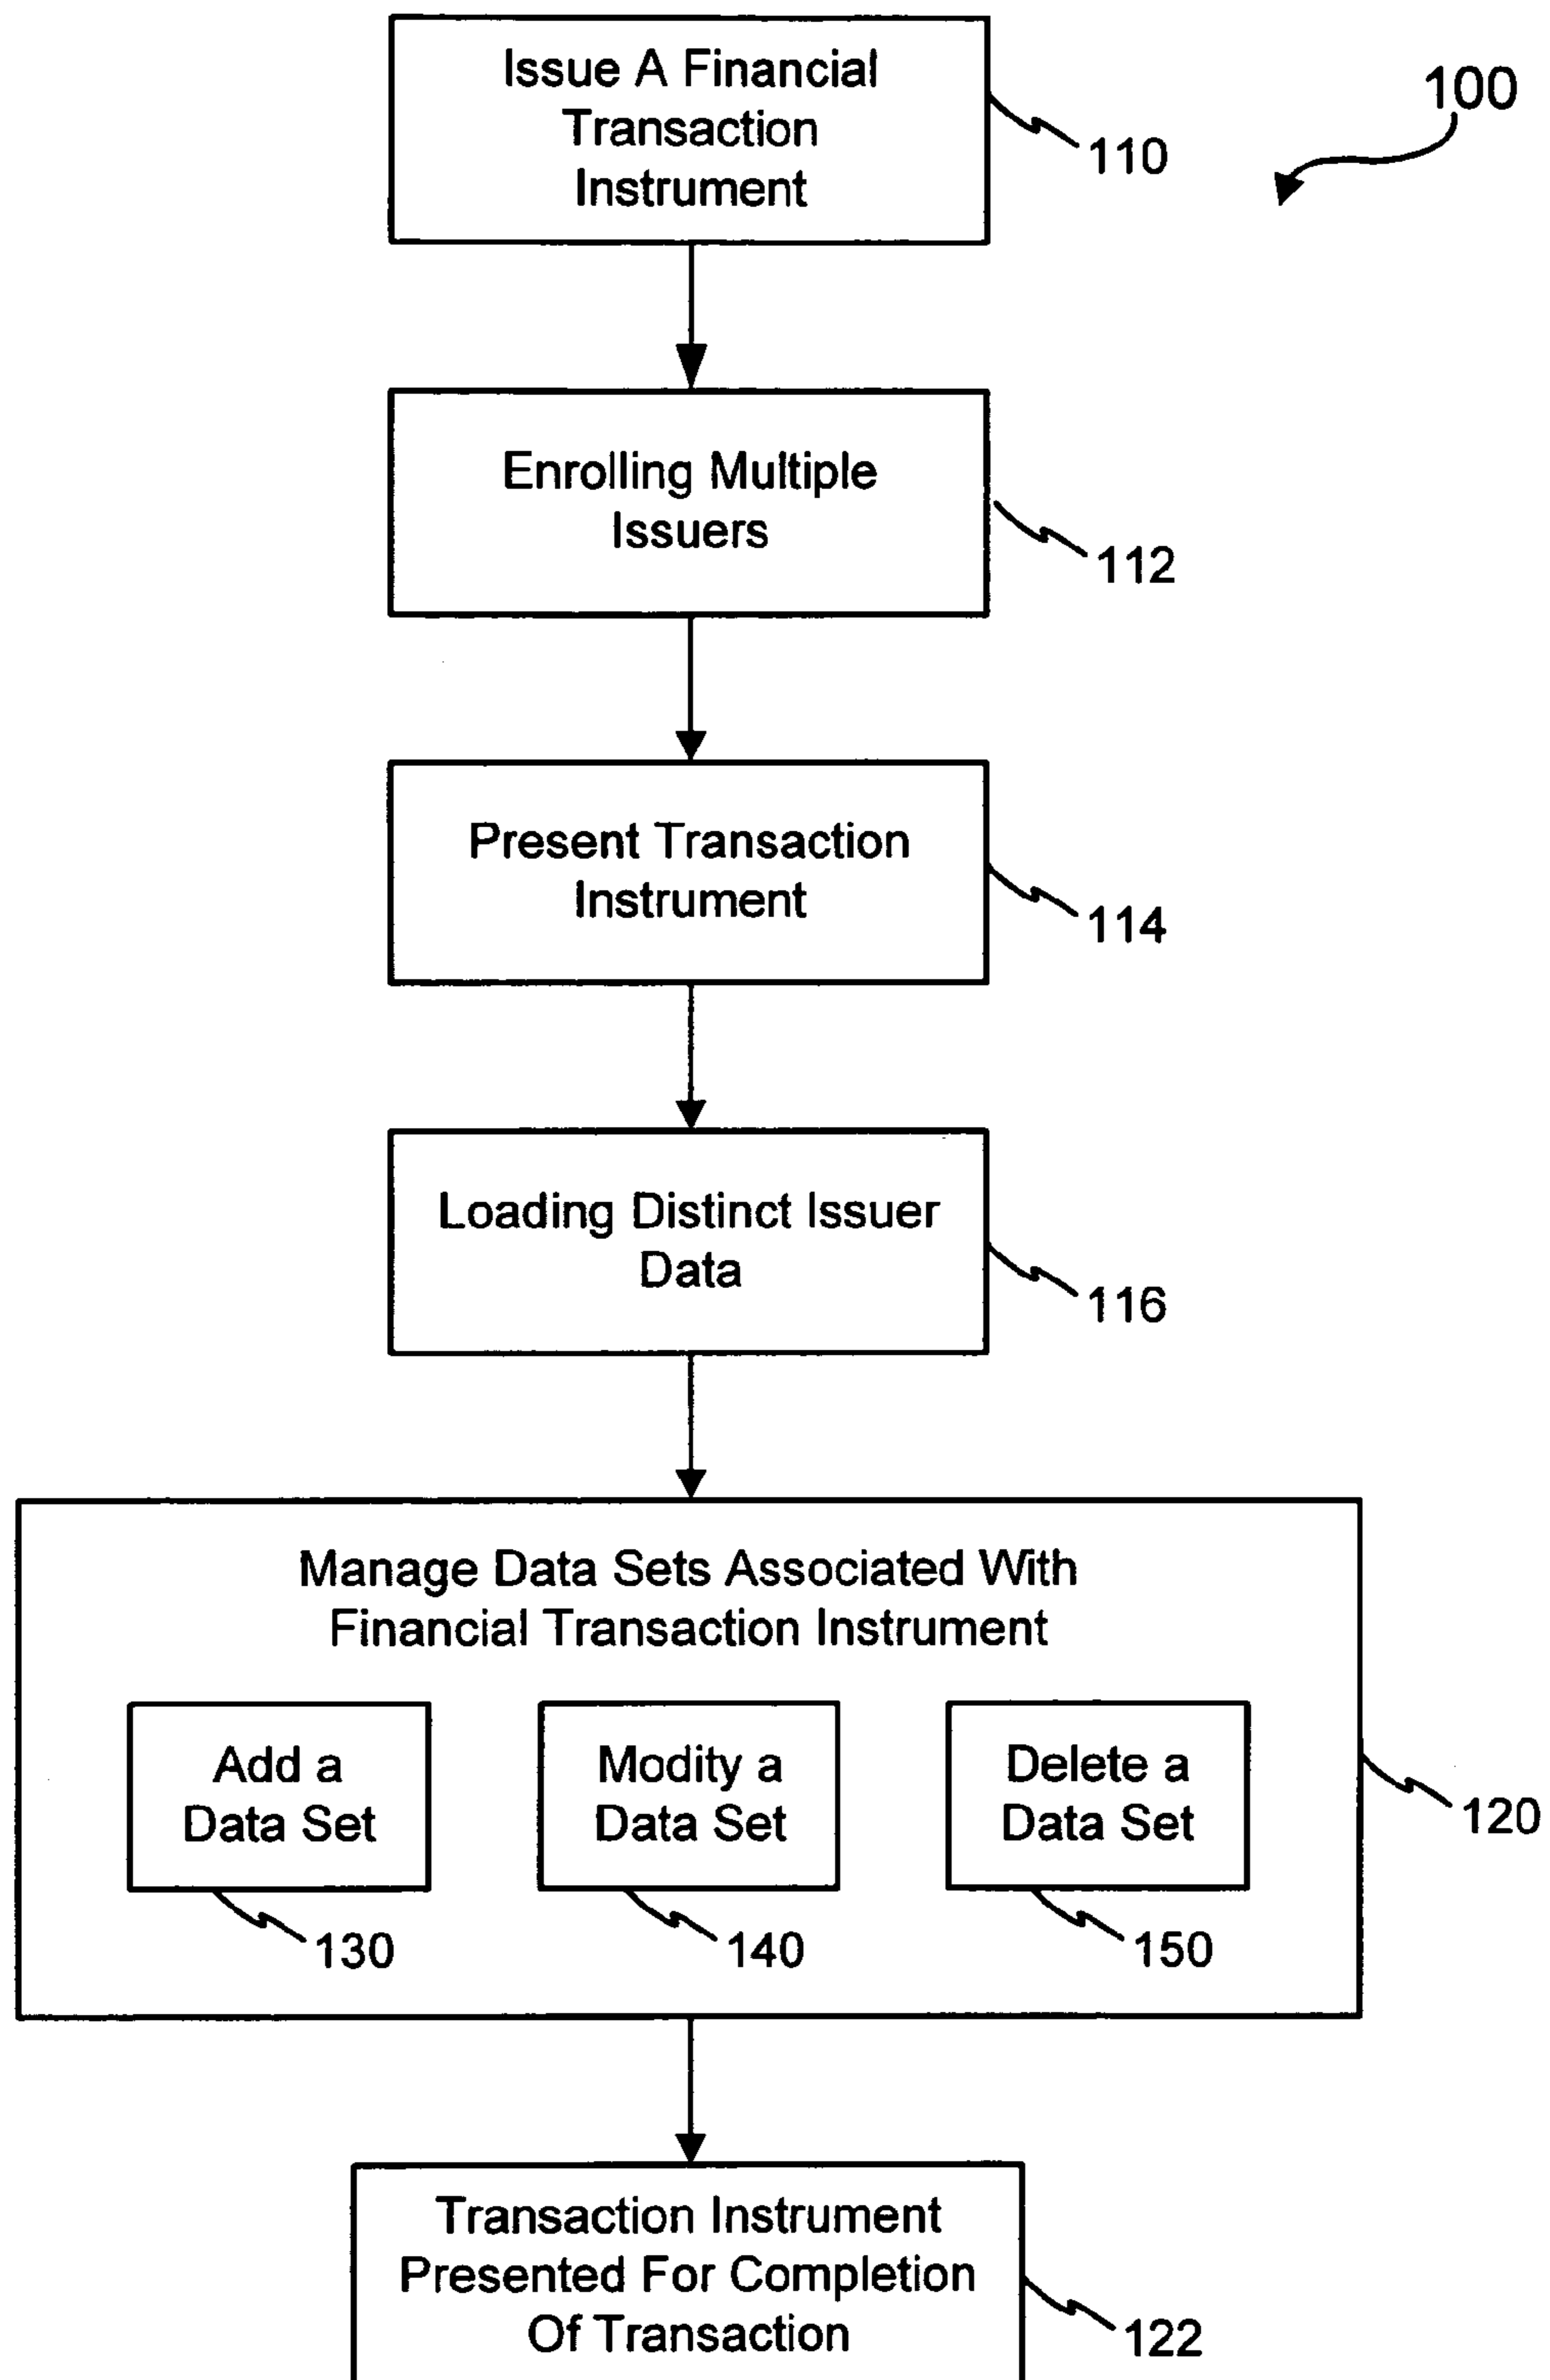 Issue A Financial
Transaction
Instrument
100
110
Enrolling Multiple
Issuers
112
Present Transaction
Instrument
114
Loading Distinct Issuer
Data
116
Manage Data Sets Associated With
Financial Transaction Instrument
Add a
Data Set
Modity a
Data Set
Delete a
Data Set
120
130
140
150
Transaction Instrument
Presented For Completion
Of Transaction
122